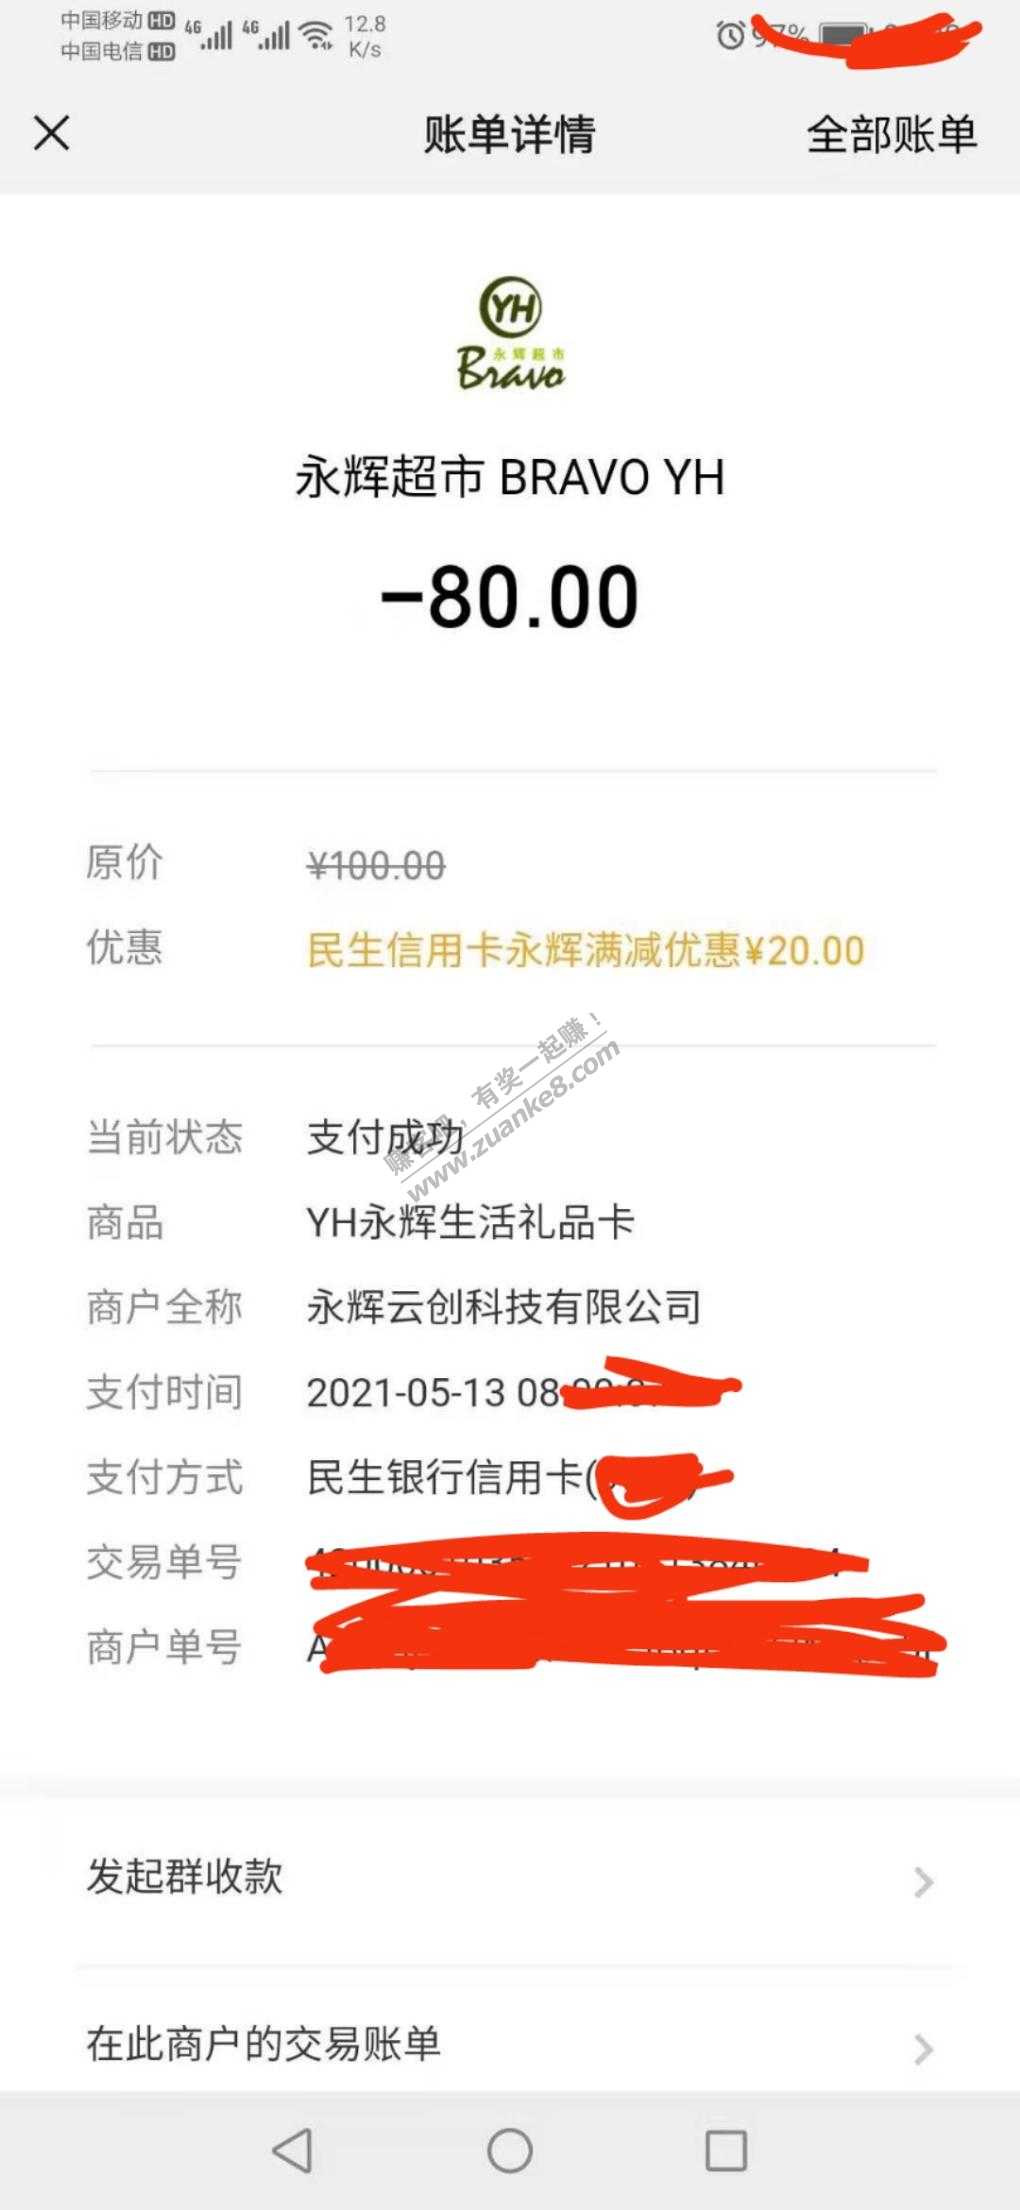 中国移动 HD 4G 4G 12.8
中国电信 HD K/s
账单详情 全部账单
YH
永辉超市
Bravo
永辉超市 BRAVO YH
-80.00
原价 ¥100.00
优惠 民生信用卡永辉满减优惠¥20.00
赚客吧，有奖一起赚！
www.zuanke8.com
当前状态 支付成功
商品 YH永辉生活礼品卡
商户全称 永辉云创科技有限公司
支付时间 2021-05-13 08
支付方式 民生银行信用卡(
交易单号
商户单号
发起群收款
在此商户的交易账单